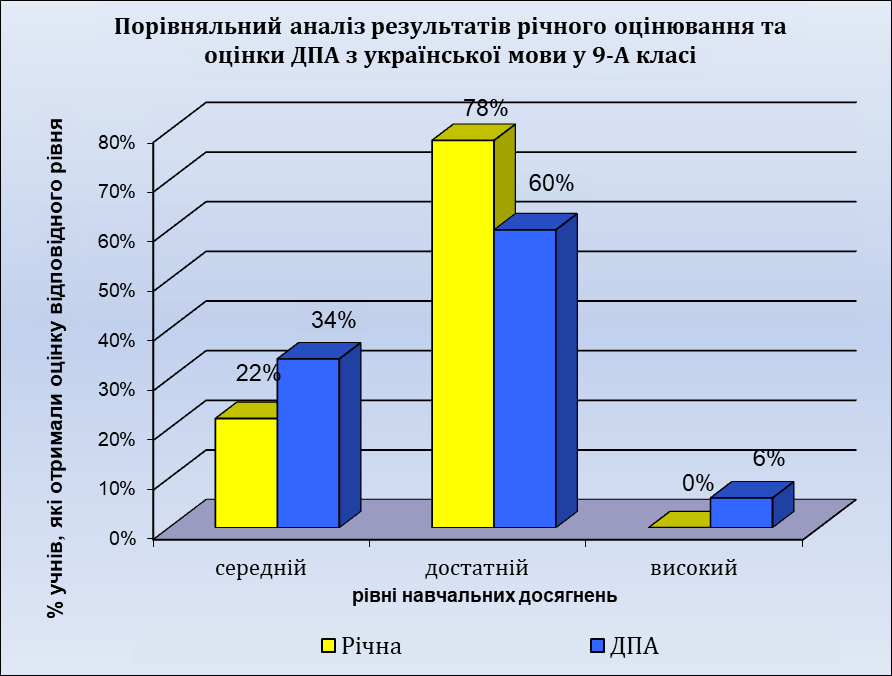 Порівняльний аналіз результатів річного оцінювання та
оцінки ДПА з української мови у 9-А класі
% учнів, які отримали оцінку відповідного рівня
80%
70%
60%
50%
40%
30%
20%
10%
0%
22%
34%
78%
60%
0%
6%
середній
достатній
високий
рівні навчальних досягнень
Річна
ДПА